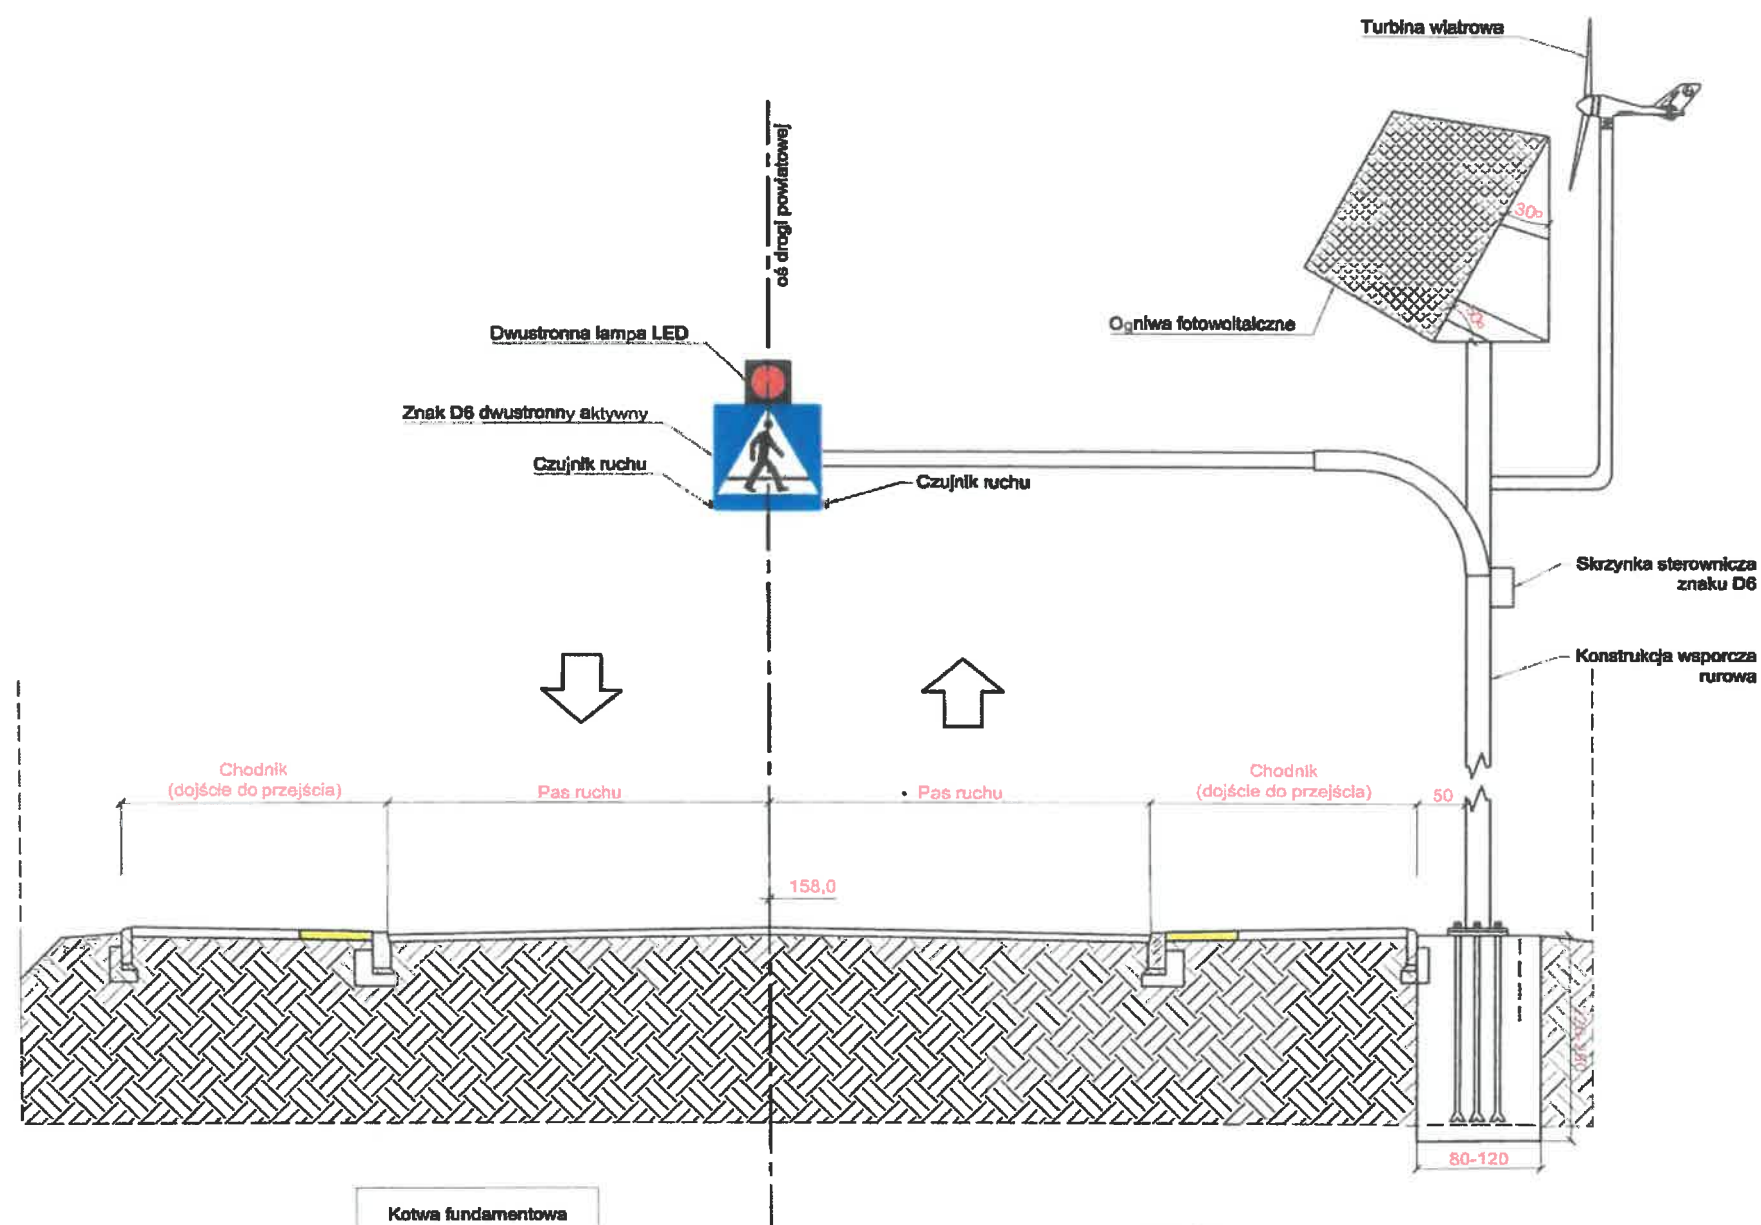 Turbina wiatrowa
oś drogi powiatowej
30º
Ogniwa fotowoltaiczne
Dwustronna lampa LED
Znak D6 dwustronny aktywny
Czujnik ruchu
Czujnik ruchu
Skrzynka sterownicza
znaku D6
Konstrukcja wsporcza
rurowa
Chodnik
(dojście do przejścia)
Pas ruchu
Pas ruchu
Chodnik
(dojście do przejścia)
50
158,0
80-120
Kotwa fundamentowa